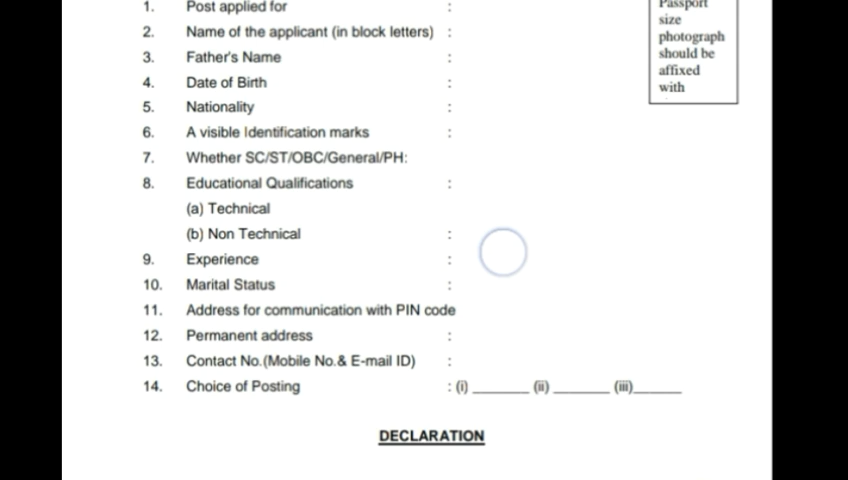 1. Post applied for :
2. Name of the applicant (in block letters) :
3. Father's Name :
4. Date of Birth :
5. Nationality :
6. A visible Identification marks :
7. Whether SC/ST/OBC/General/PH:
8. Educational Qualifications :
(a) Technical
(b) Non Technical :
9. Experience :
10. Marital Status :
11. Address for communication with PIN code
12. Permanent address :
13. Contact No.(Mobile No.& E-mail ID) :
14. Choice of Posting : (i) _______ (ii) _______ (iii)______
Passport
size
photograph
should be
affixed
with
DECLARATION